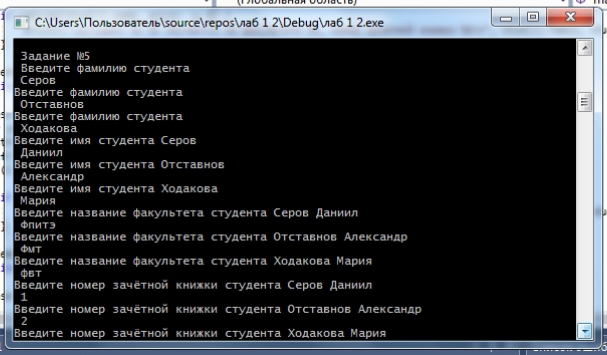 (Глобальная область)
C:\Users\Пользователь\source\repos\лаб 1 2\Debug\лаб 1 2.exe
Задание №5
Введите фамилию студента
Серов
Введите фамилию студента
Отставнов
Введите фамилию студента
Ходакова
Введите имя студента Серов
Даниил
Введите имя студента Отставнов
Александр
Введите имя студента Ходакова
Мария
Введите название факультета студента Серов Даниил
Фпитэ
Введите название факультета студента Отставнов Александр
Фмт
Введите название факультета студента Ходакова Мария
фвт
Введите номер зачётной книжки студента Серов Даниил
1
Введите номер зачётной книжки студента Отставнов Александр
2
Введите номер зачётной книжки студента Ходакова Мария